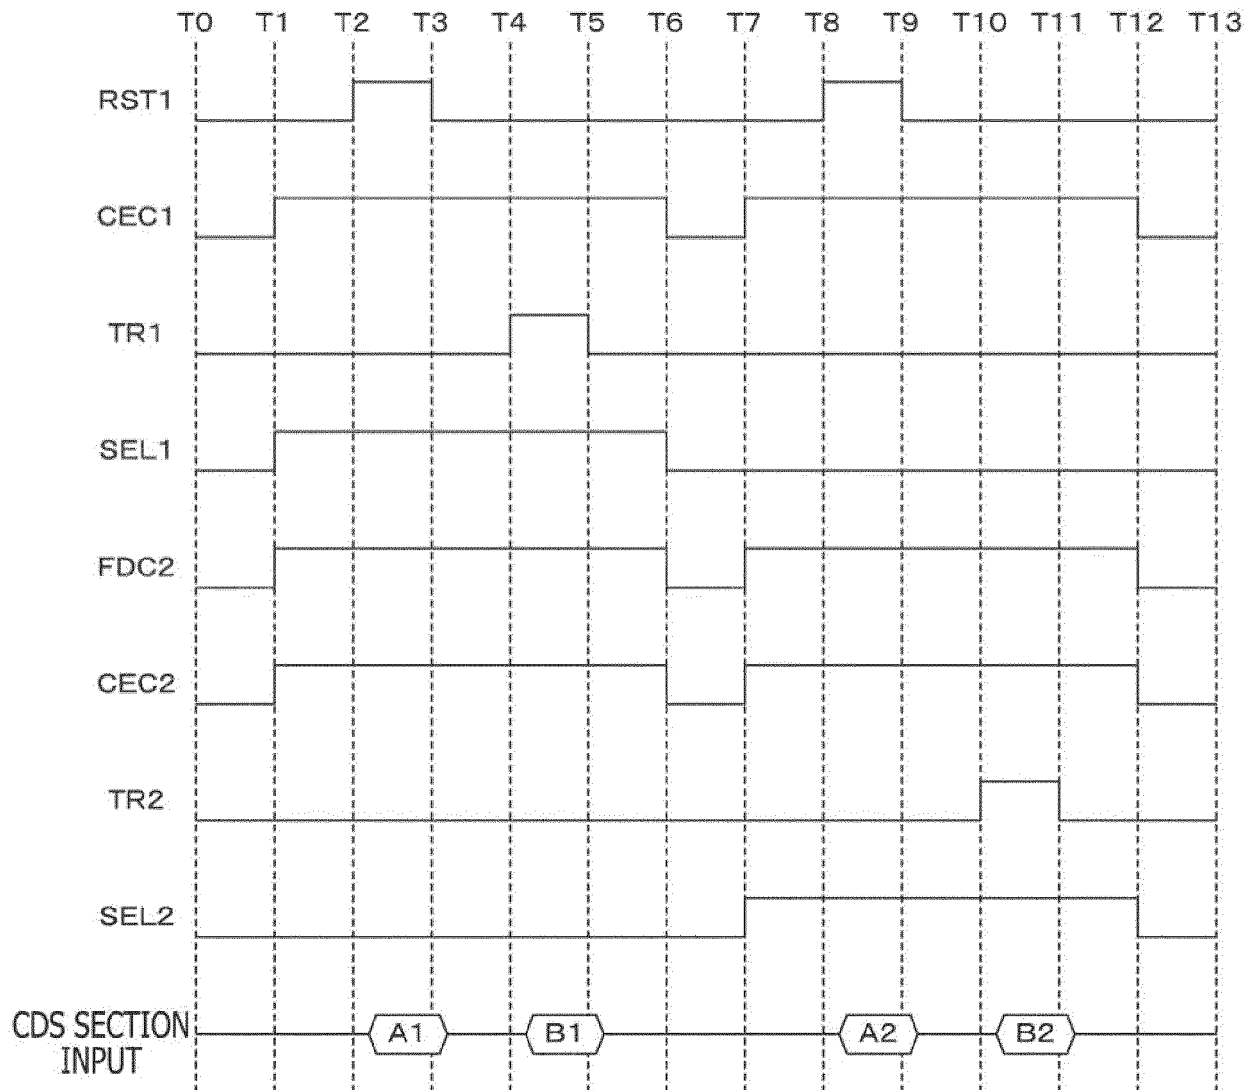 T0 T1 T2 T3 T4 T5 T6 T7 T8 T9 T10 T11 T12 T13
RST1
CEC1
TR1
SEL1
FDC2
CEC2
TR2
SEL2
CDS SECTION
INPUT
A1 B1 A2 B2